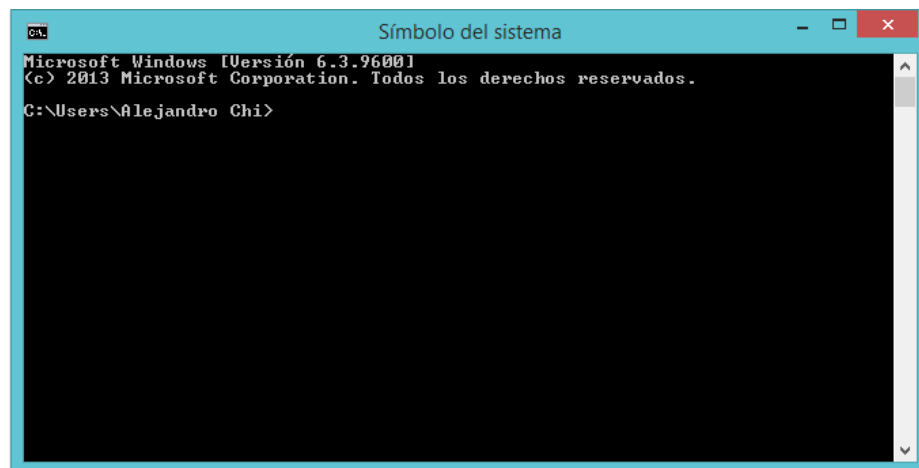 Símbolo del sistema
Microsoft Windows [Versión 6.3.9600]
(c) 2013 Microsoft Corporation. Todos los derechos reservados.
C:\Users\Alejandro Chi>